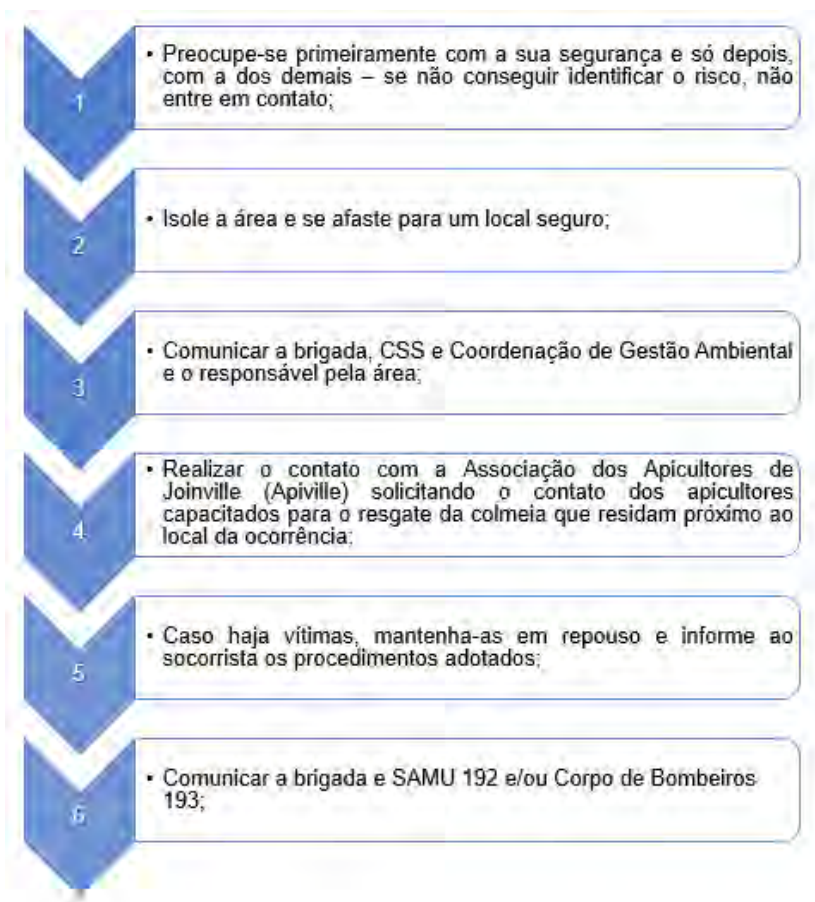 1
• Preocupe-se primeiramente com a sua segurança e só depois,
com a dos demais – se não conseguir identificar o risco, não
entre em contato;
2
• Isole a área e se afaste para um local seguro;
3
• Comunicar a brigada, CSS e Coordenação de Gestão Ambiental
e o responsável pela área;
4
• Realizar o contato com a Associação dos Apicultores de
Joinville (Apiville) solicitando o contato dos apicultores
capacitados para o resgate da colmeia que residam próximo ao
local da ocorrência;
5
• Caso haja vítimas, mantenha-as em repouso e informe ao
socorrista os procedimentos adotados;
6
• Comunicar a brigada e SAMU 192 e/ou Corpo de Bombeiros
193;